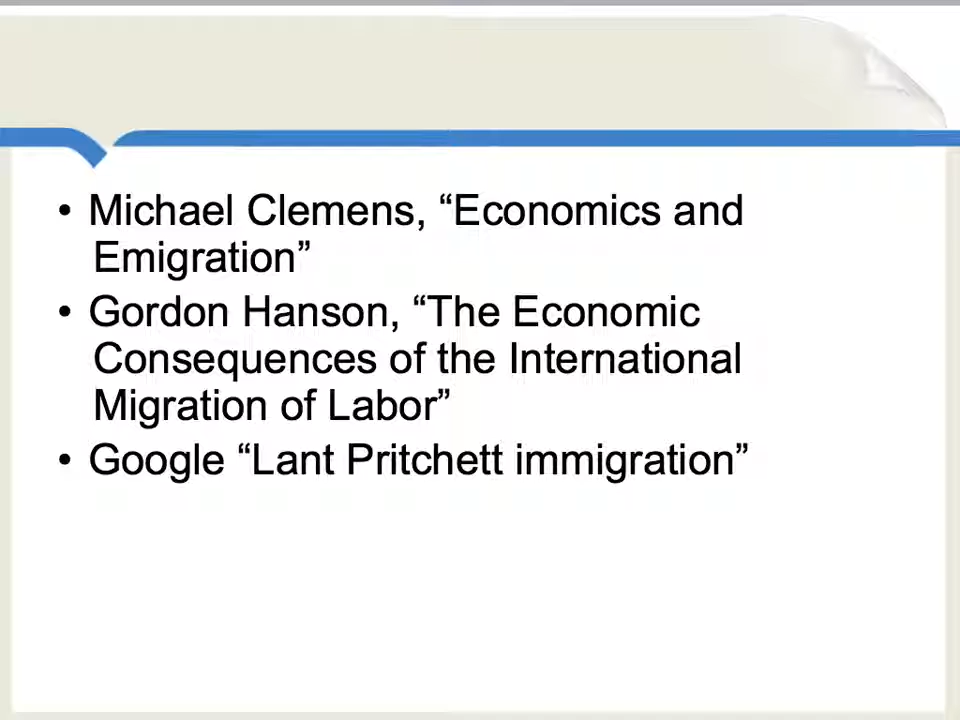 • Michael Clemens, “Economics and
Emigration”
• Gordon Hanson, “The Economic
Consequences of the International
Migration of Labor”
• Google “Lant Pritchett immigration”